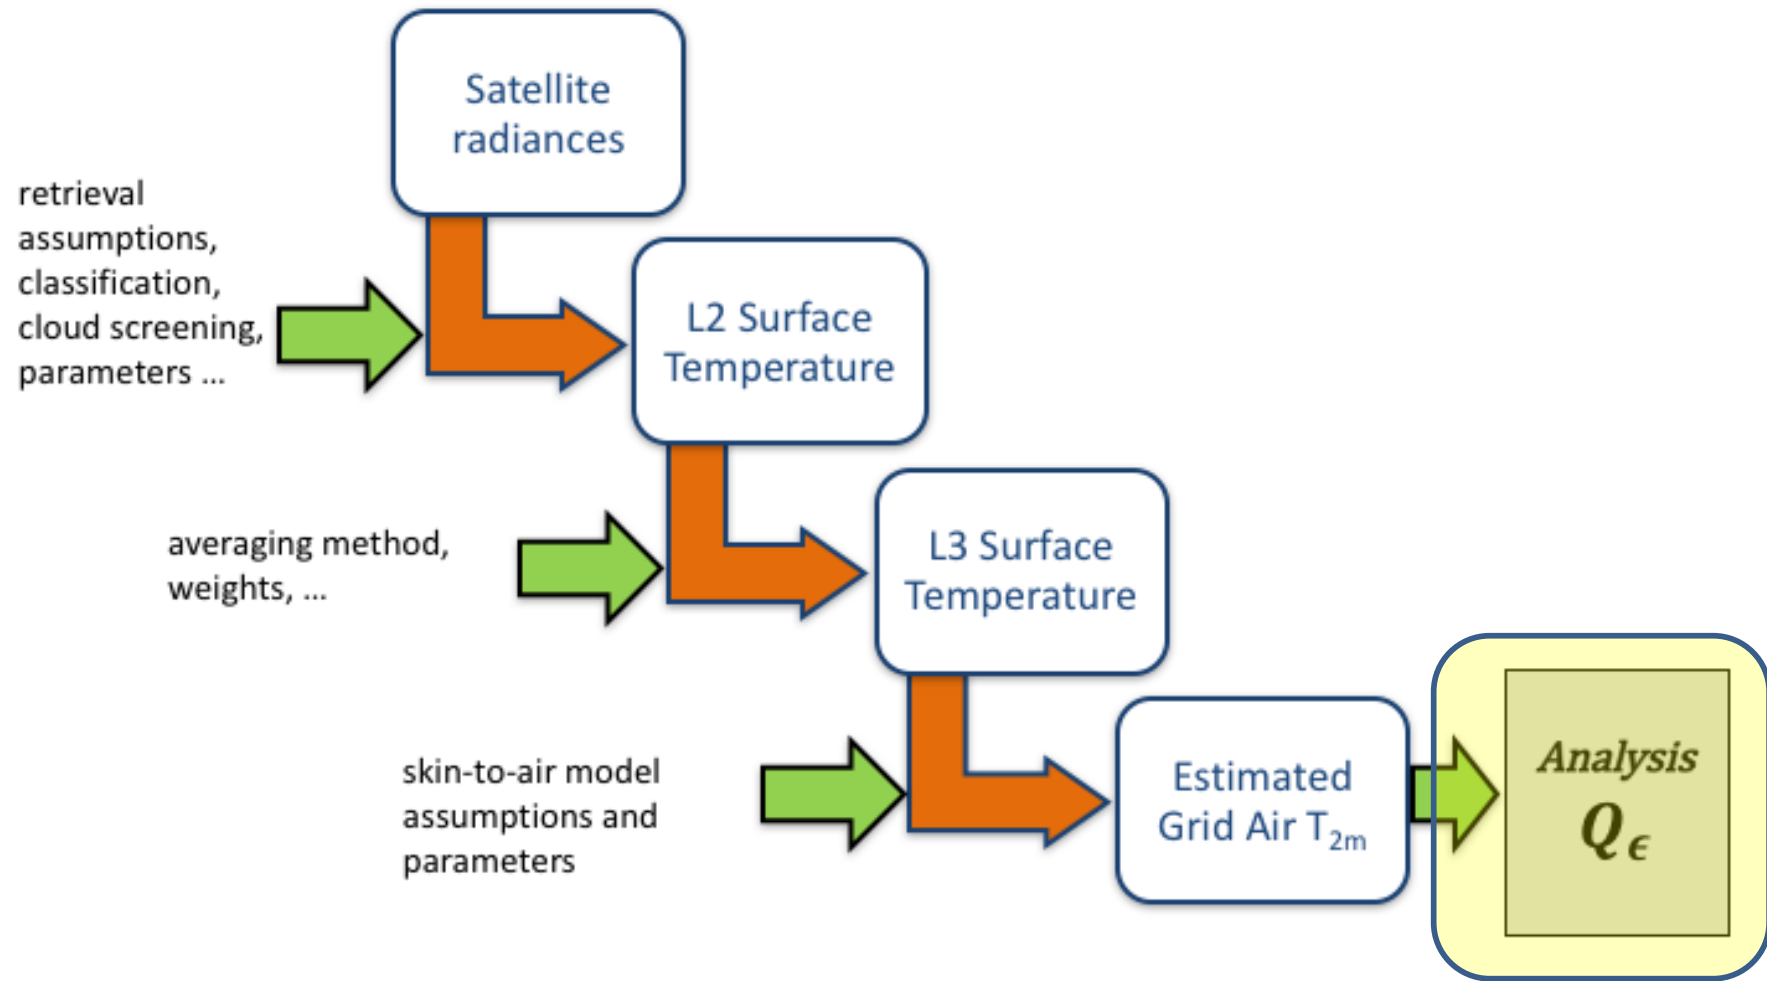 Satellite
radiances
retrieval
assumptions,
classification,
cloud screening,
parameters ...
L2 Surface
Temperature
averaging method,
weights, ...
L3 Surface
Temperature
skin-to-air model
assumptions and
parameters
Estimated
Grid Air T₂ₘ
Analysis
Q ϵ